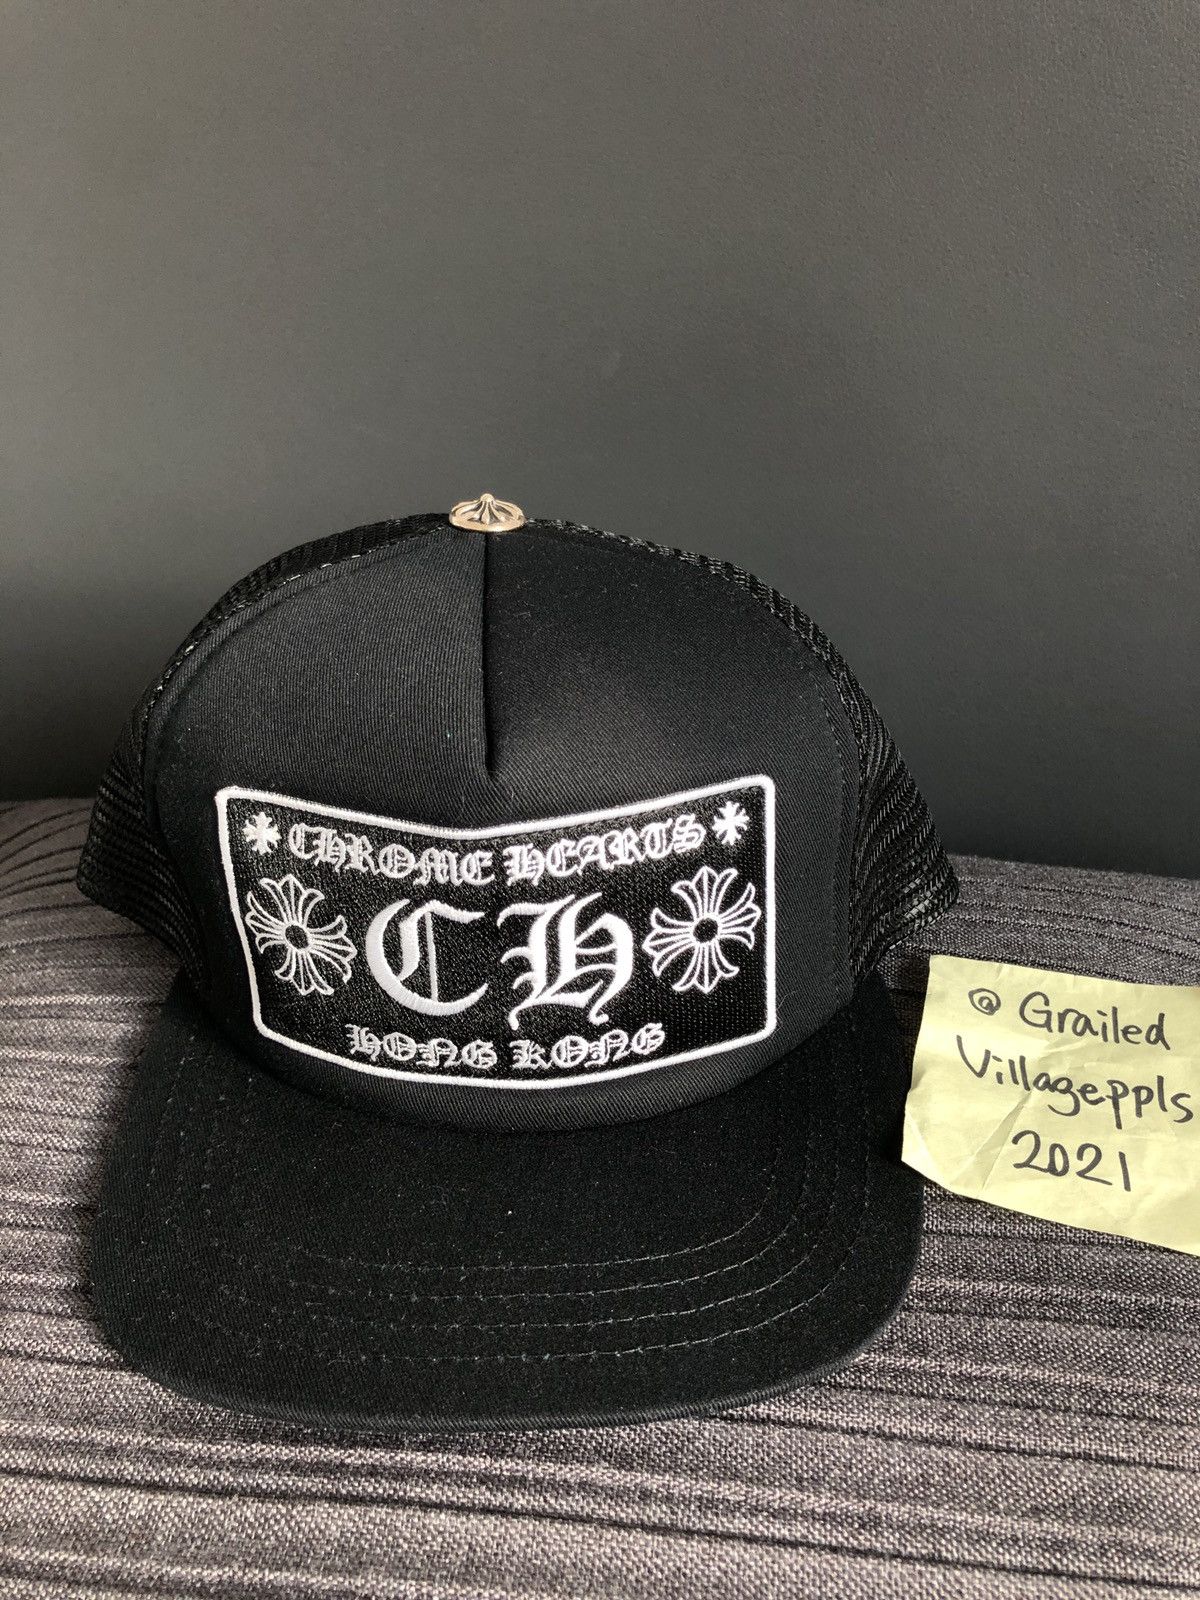 CHROME HEARTS
CH
HONG KONG
@ Grailed
Villageppls
2021